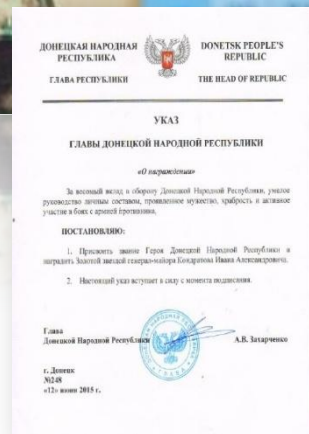 ДОНЕЦКАЯ НАРОДНАЯ
РЕСПУБЛИКА
ГЛАВА РЕСПУБЛИКИ
DONETSK PEOPLE'S
REPUBLIC
THE HEAD OF REPUBLIC
УКАЗ
ГЛАВЫ ДОНЕЦКОЙ НАРОДНОЙ РЕСПУБЛИКИ
«О награждении»
За весомый вклад в оборону Донецкой Народной Республики, умелое
руководство личным составом, проявленное мужество, храбрость и активное
участие в боях с армией противника,
ПОСТАНОВЛЯЮ:
1. Присвоить звание Героя Донецкой Народной Республики и
наградить Золотой звездой генерал-майора Кондратова Ивана Александровича.
2. Настоящий указ вступает в силу с момента подписания.
Глава
Донецкой Народной Республики
А.В. Захарченко
г. Донецк
№248
«12» июня 2015 г.